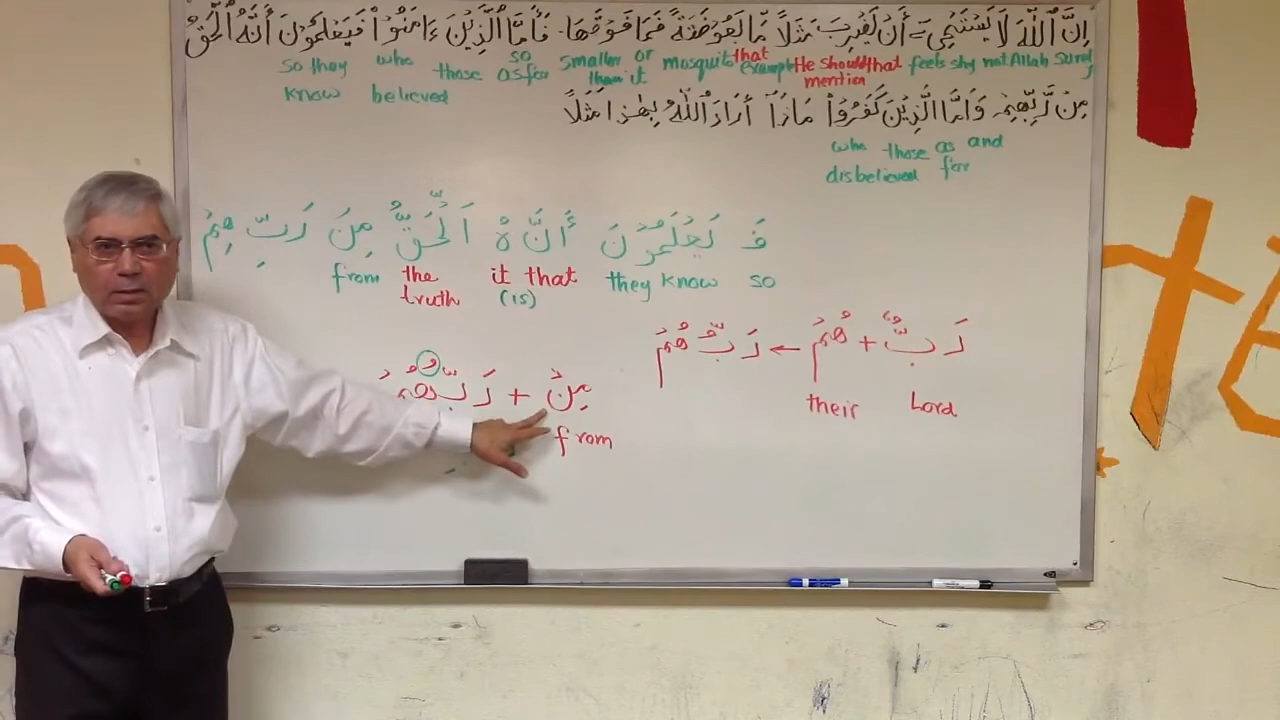 إِنَّ ٱللَّهَ لَا يَسْتَحْىِۦٓ أَن يَضْرِبَ مَثَلًا مَّا بَعُوضَةً فَمَا فَوْقَهَا ۚ فَأَمَّا ٱلَّذِينَ ءَامَنُوا۟ فَيَعْلَمُونَ أَنَّهُ ٱلْحَقُّ
so they who those as for so smaller or mosquito that example He should that feels shy not Allah Surely
know believed than it mention
مِن رَّبِّهِمْ ۖ وَأَمَّا ٱلَّذِينَ كَفَرُوا۟ مَاذَآ أَرَادَ ٱللَّهُ بِهَٰذَا مَثَلًا
who those as and
disbelieved for
فَ يَعْلَمُوْنَ أَنَّ هُ ٱلْحَقُّ مِنَ رَبِّ هِمْ
from the it that they know so
truth (is)
رَبُّ + هُمْ ← رَبُّ هُمْ
their Lord
مِنْ + رَبُّهُمْ
from